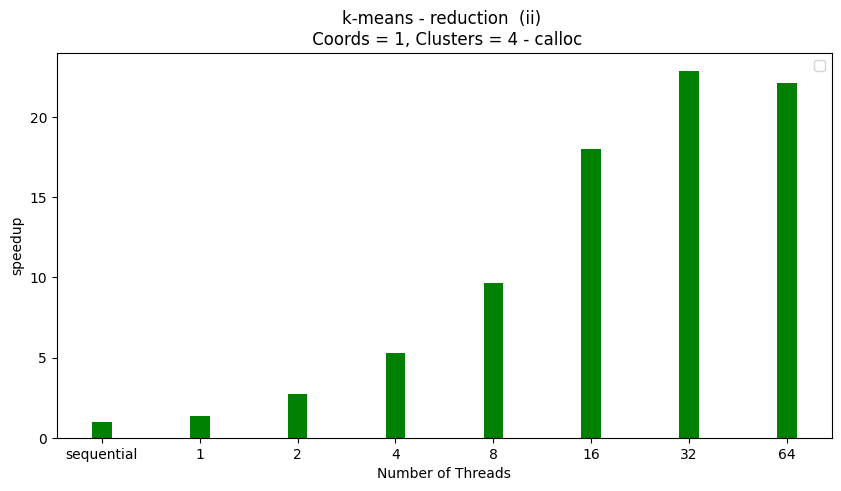 k-means - reduction  (ii)
Coords = 1, Clusters = 4 - calloc
20
15
10
5
0
speedup
sequential 1 2 4 8 16 32 64
Number of Threads